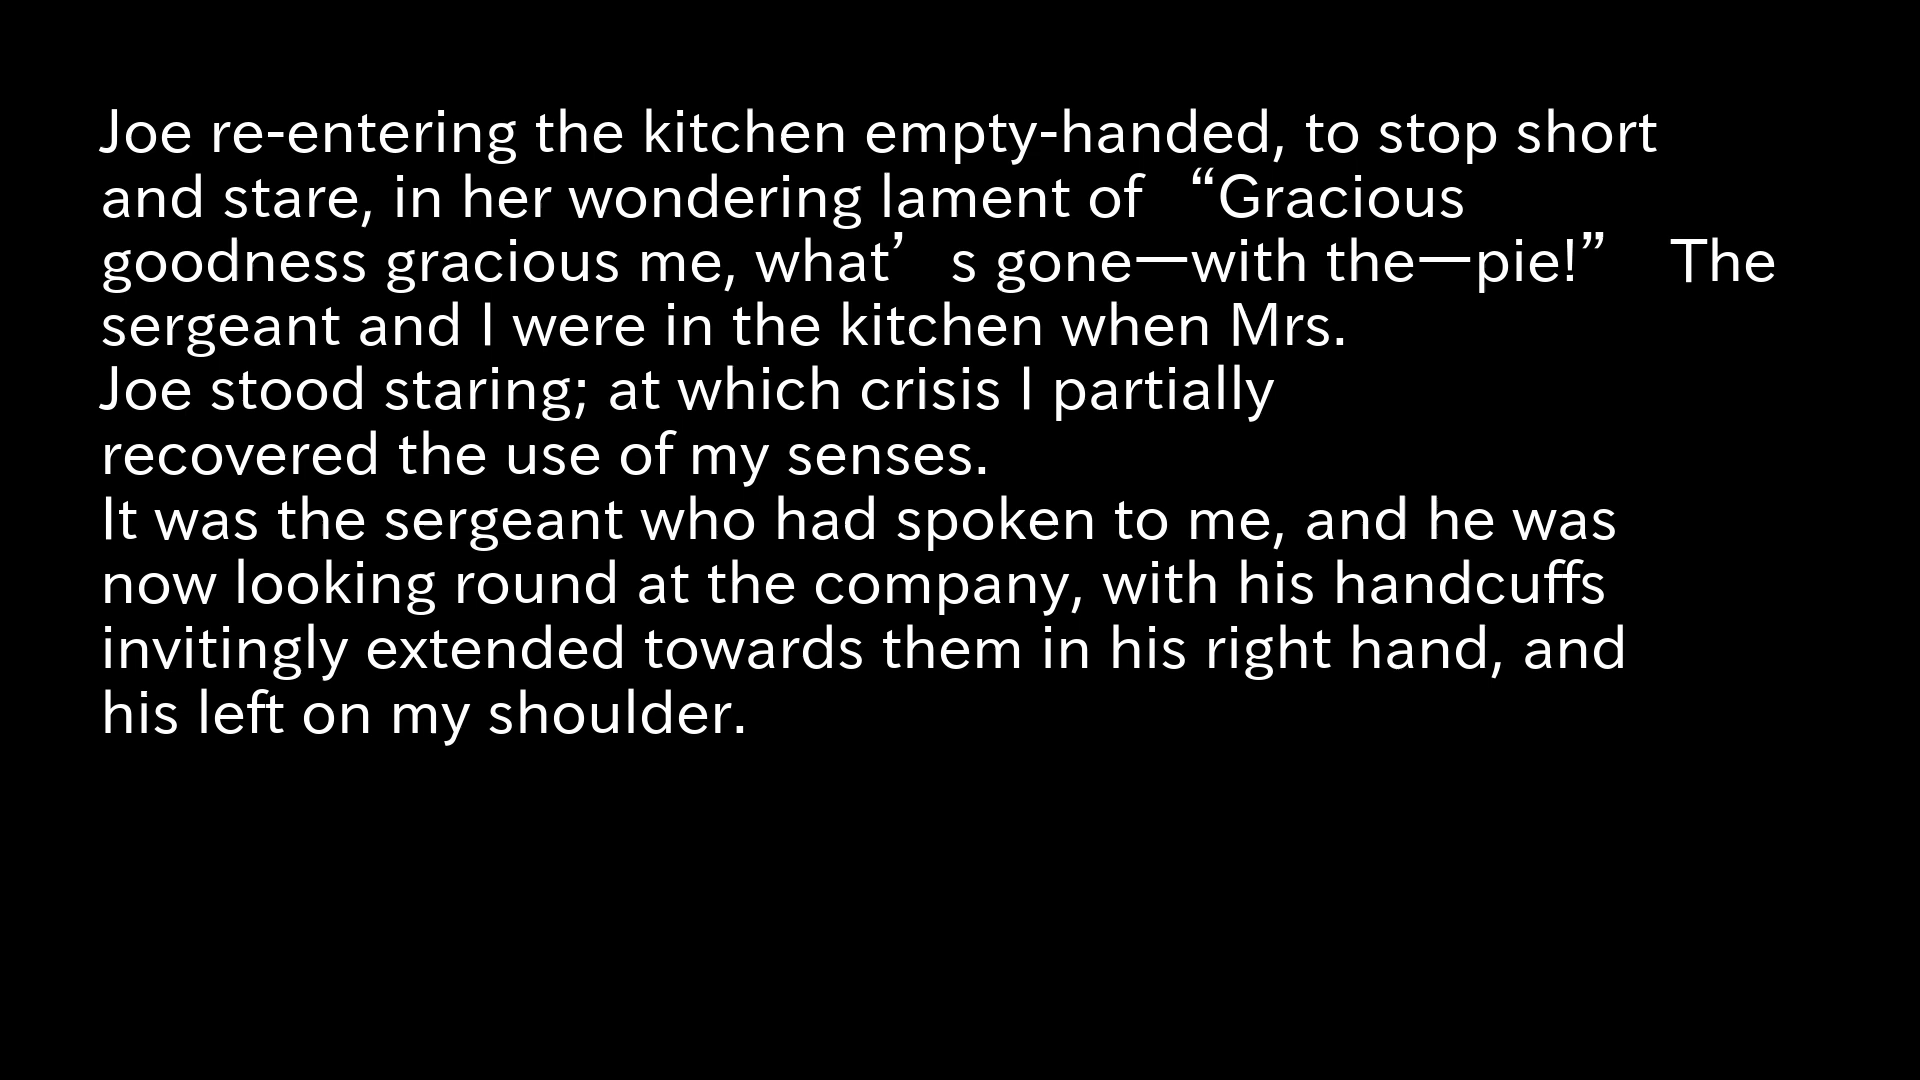 Joe re-entering the kitchen empty-handed, to stop short
and stare, in her wondering lament of “Gracious
goodness gracious me, what’s gone—with the—pie!” The
sergeant and I were in the kitchen when Mrs.
Joe stood staring; at which crisis I partially
recovered the use of my senses.
It was the sergeant who had spoken to me, and he was
now looking round at the company, with his handcuffs
invitingly extended towards them in his right hand, and
his left on my shoulder.